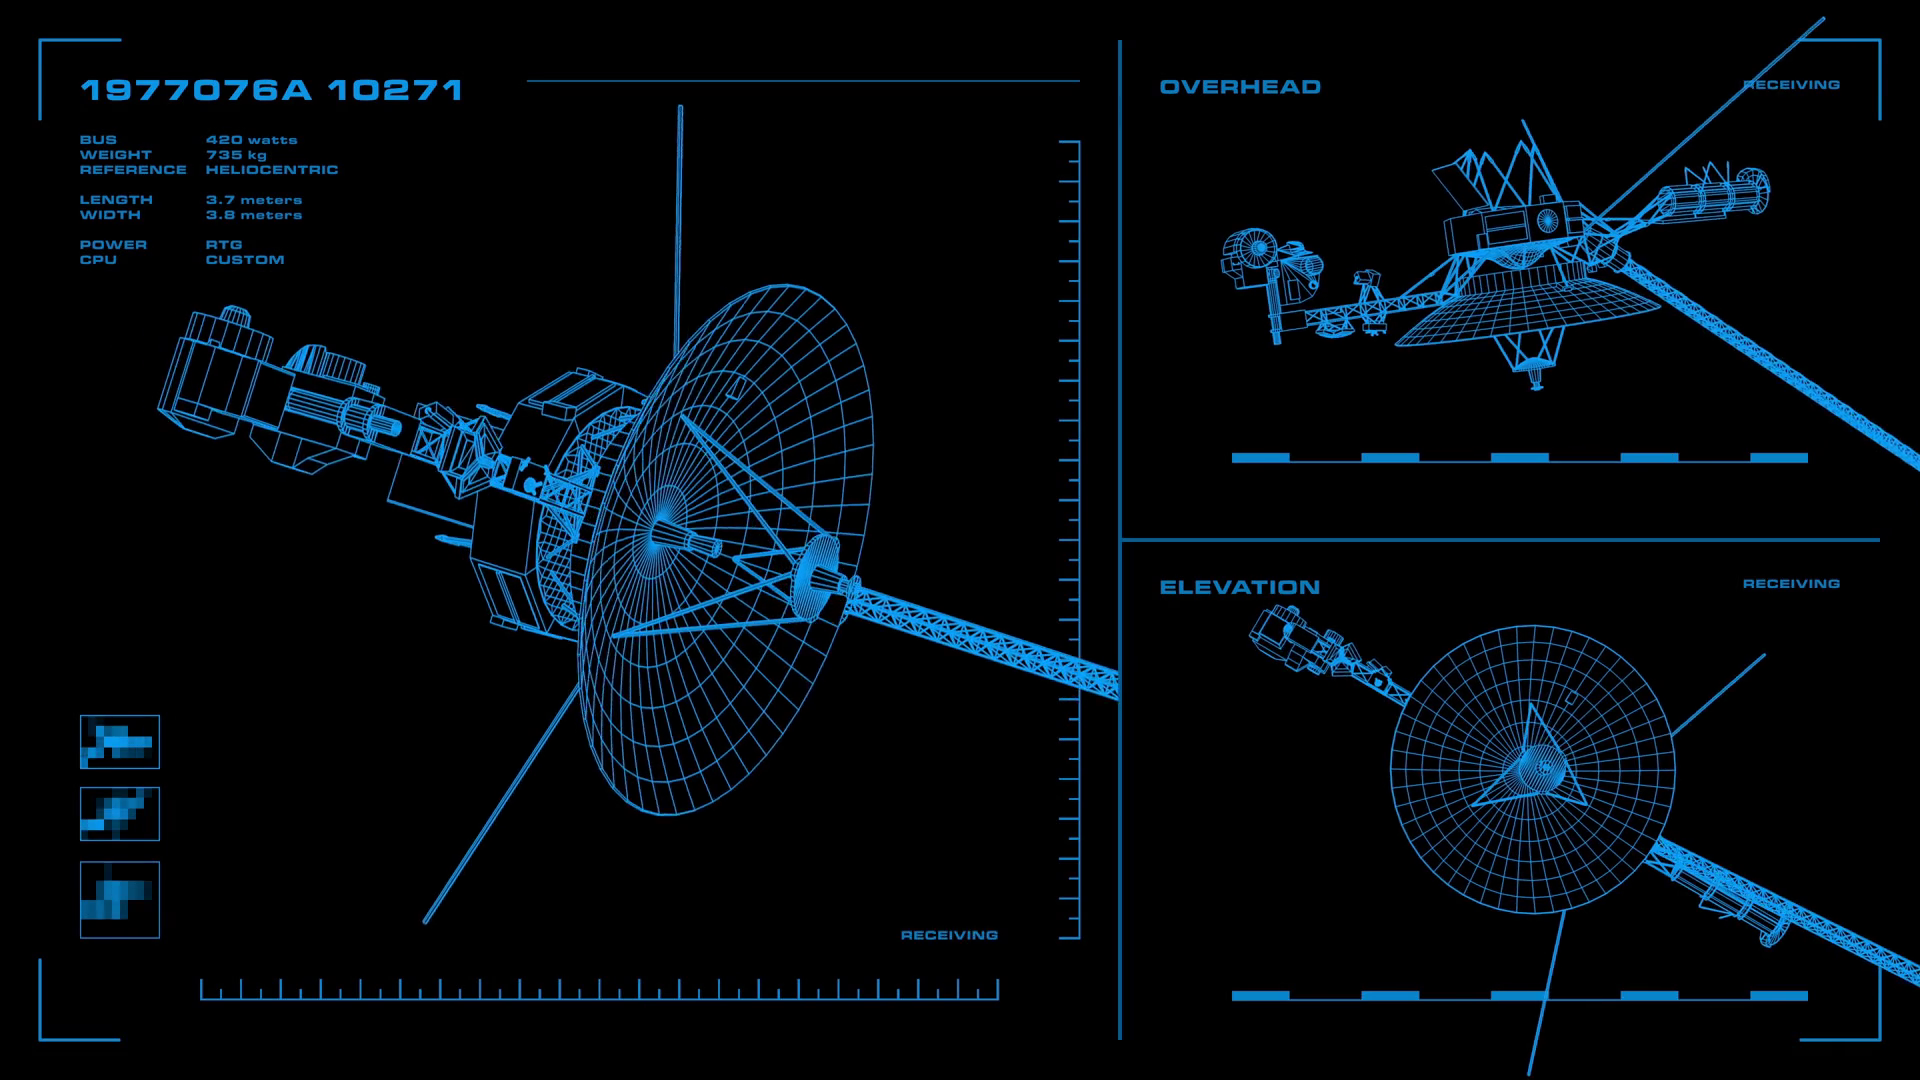 1977076A 10271
BUS 420 watts
WEIGHT 735 kg
REFERENCE HELIOCENTRIC
LENGTH 3.7 meters
WIDTH 3.8 meters
POWER RTG
CPU CUSTOM
RECEIVING
OVERHEAD
RECEIVING
ELEVATION
RECEIVING